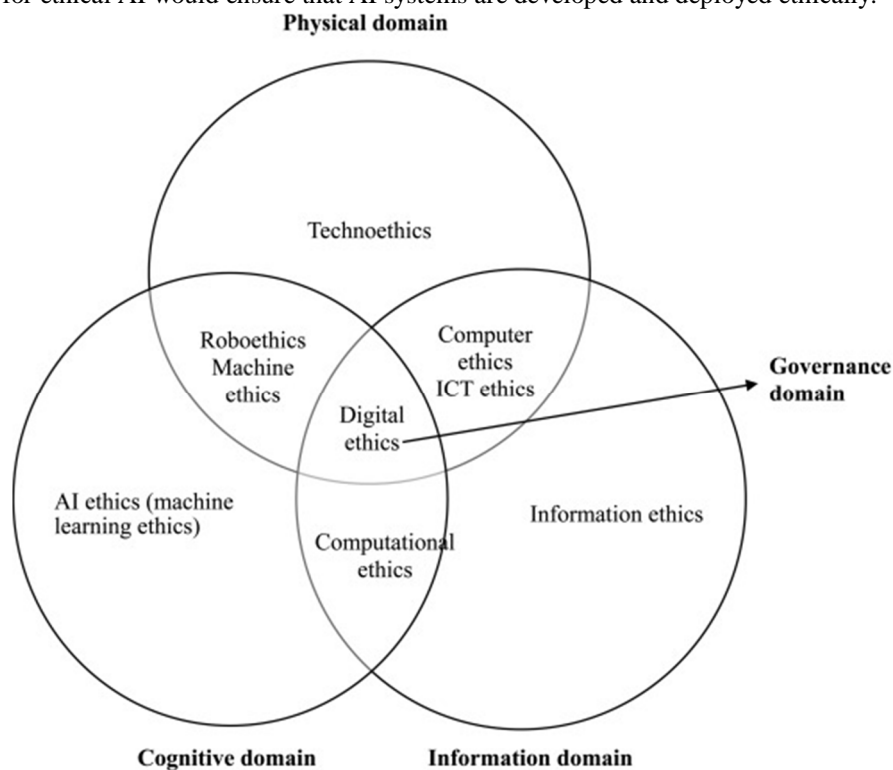 for ethical AI would ensure that AI systems are developed and deployed ethically.
Physical domain
Technoethics
Roboethics
Machine
ethics
Computer
ethics
ICT ethics
Governance
domain
Digital
ethics
AI ethics (machine
learning ethics)
Information ethics
Computational
ethics
Cognitive domain
Information domain